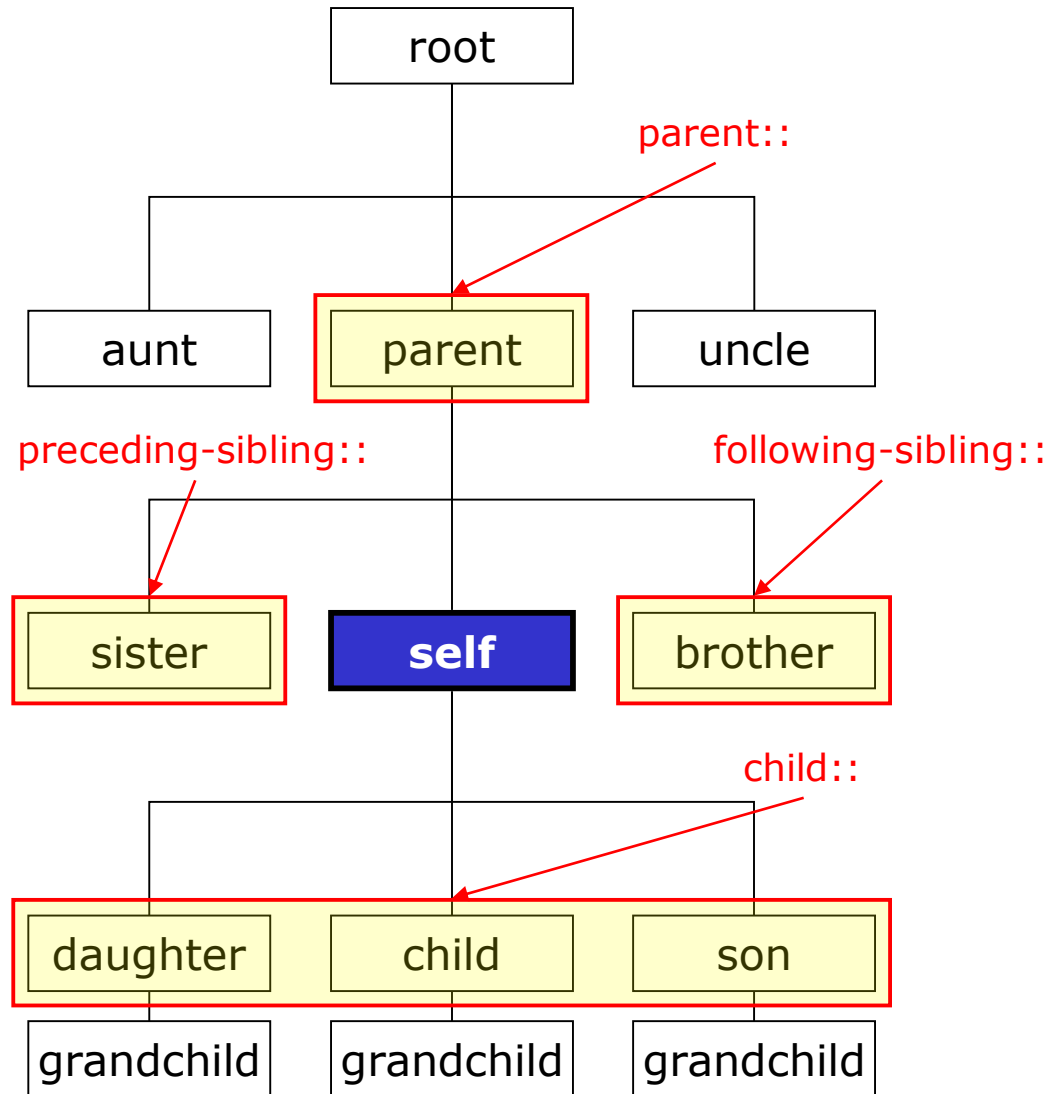 root
parent::
aunt
parent
uncle
preceding-sibling::
following-sibling::
sister
self
brother
child::
daughter
child
son
grandchild
grandchild
grandchild